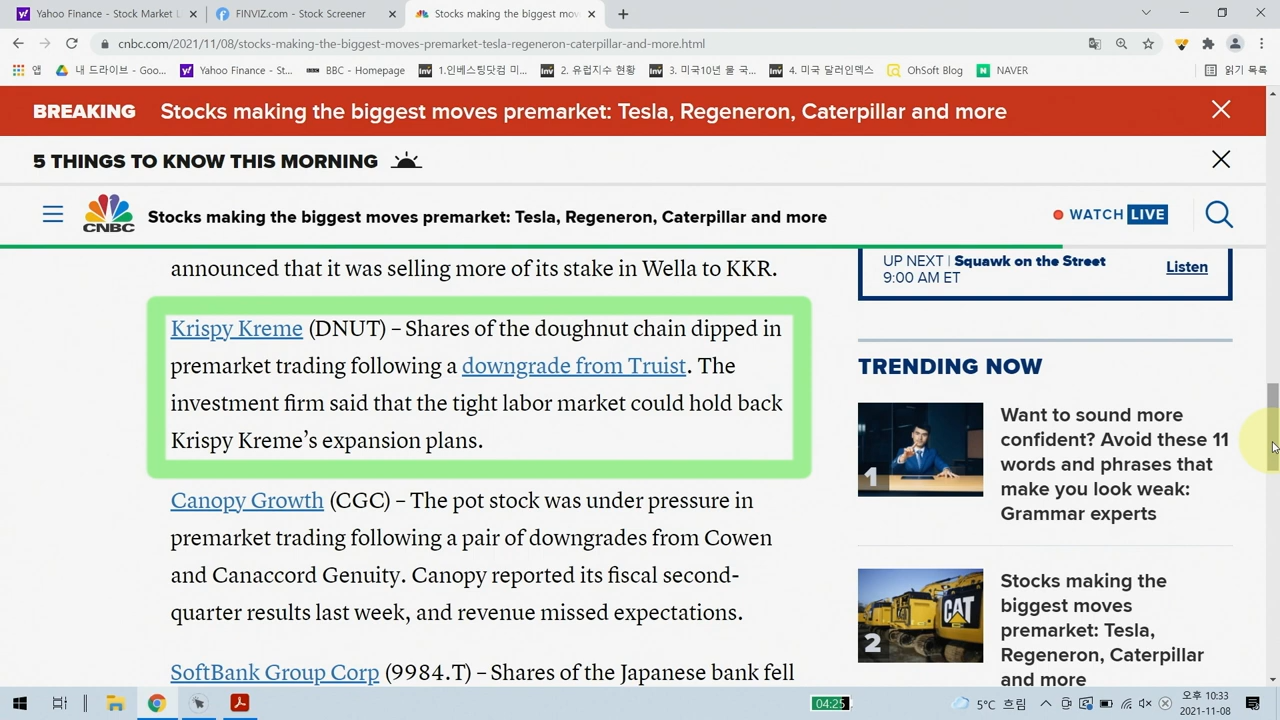 Yahoo Finance - Stock Market L
FINVIZ.com - Stock Screener
Stocks making the biggest mov
cnbc.com/2021/11/08/stocks-making-the-biggest-moves-premarket-tesla-regeneron-caterpillar-and-more.html
앱
내 드라이브 - Goo...
Yahoo Finance - St...
BBC - Homepage
1.인베스팅닷컴 미...
2. 유럽지수 현황
3. 미국10년 물 국...
4. 미국 달러인덱스
OhSoft Blog
NAVER
읽기 목록
BREAKING Stocks making the biggest moves premarket: Tesla, Regeneron, Caterpillar and more
5 THINGS TO KNOW THIS MORNING
CNBC
Stocks making the biggest moves premarket: Tesla, Regeneron, Caterpillar and more
WATCH LIVE
announced that it was selling more of its stake in Wella to KKR.
Krispy Kreme (DNUT) – Shares of the doughnut chain dipped in
premarket trading following a downgrade from Truist. The
investment firm said that the tight labor market could hold back
Krispy Kreme’s expansion plans.
Canopy Growth (CGC) – The pot stock was under pressure in
premarket trading following a pair of downgrades from Cowen
and Canaccord Genuity. Canopy reported its fiscal second-
quarter results last week, and revenue missed expectations.
SoftBank Group Corp (9984.T) – Shares of the Japanese bank fell
UP NEXT | Squawk on the Street
9:00 AM ET
Listen
TRENDING NOW
1
Want to sound more
confident? Avoid these 11
words and phrases that
make you look weak:
Grammar experts
CAT
2
Stocks making the
biggest moves
premarket: Tesla,
Regeneron, Caterpillar
and more
04:25
5°C 흐림
오후 10:33
2021-11-08